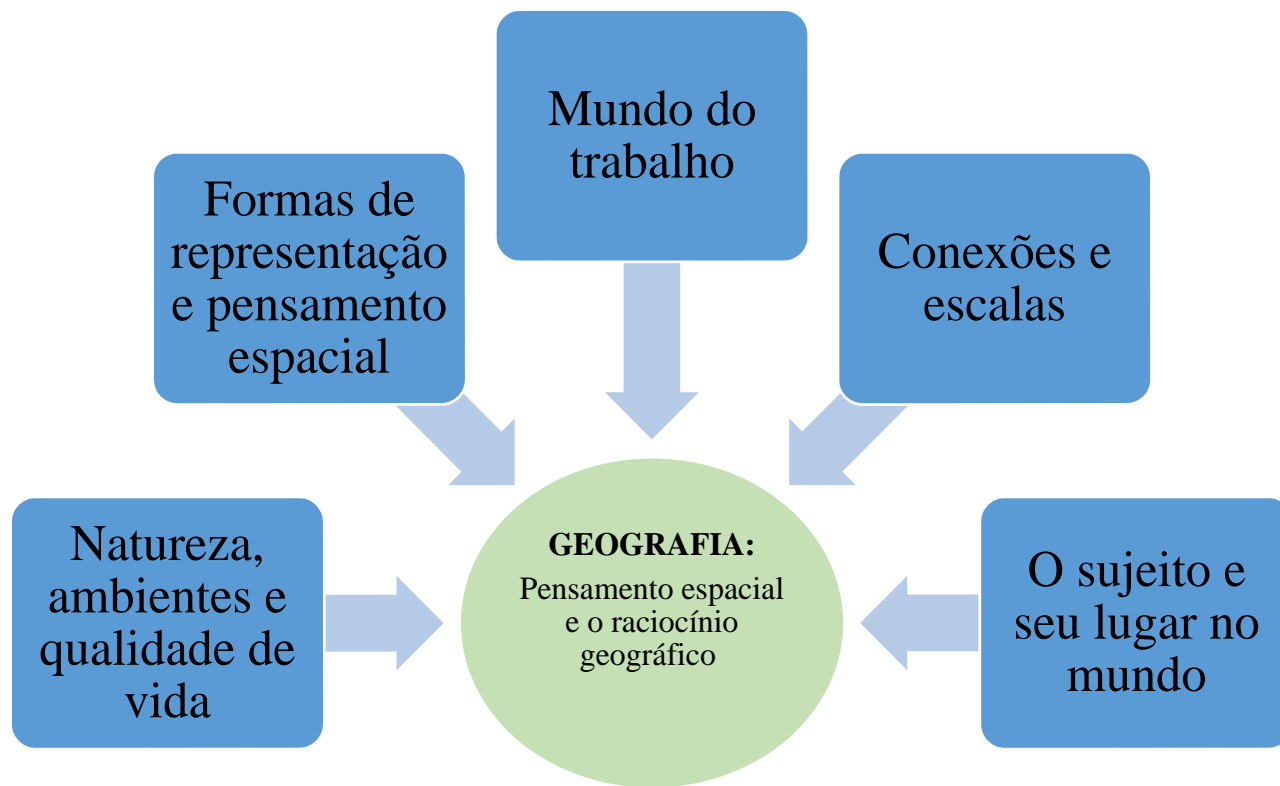 Mundo do
trabalho
Formas de
representação
e pensamento
espacial
Conexões e
escalas
Natureza,
ambientes e
qualidade de
vida
GEOGRAFIA:
Pensamento espacial
e o raciocínio
geográfico
O sujeito e
seu lugar no
mundo